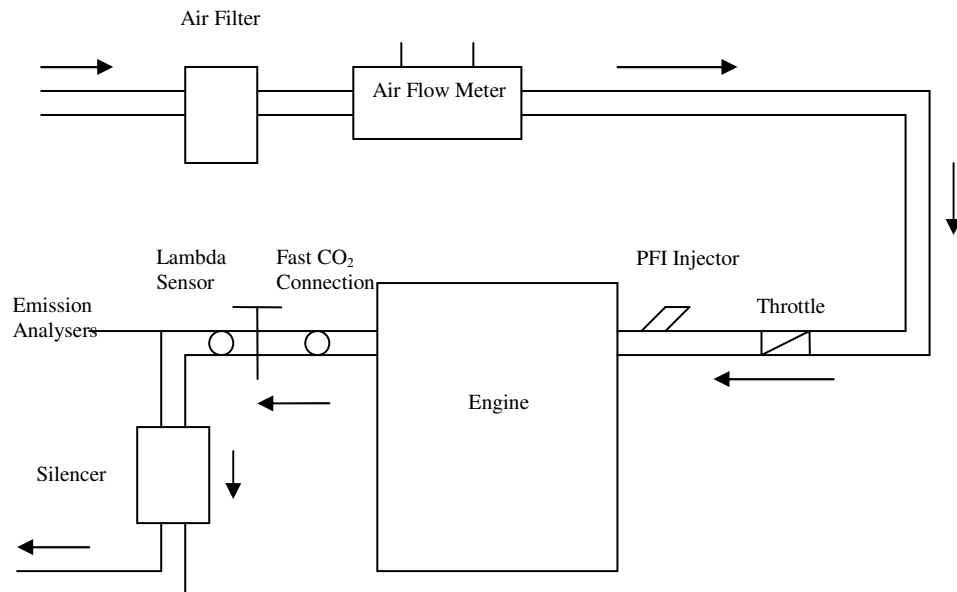 Air Filter
Air Flow Meter
Lambda
Sensor
Fast CO₂
Connection
PFI Injector
Emission
Analysers
Throttle
Engine
Silencer